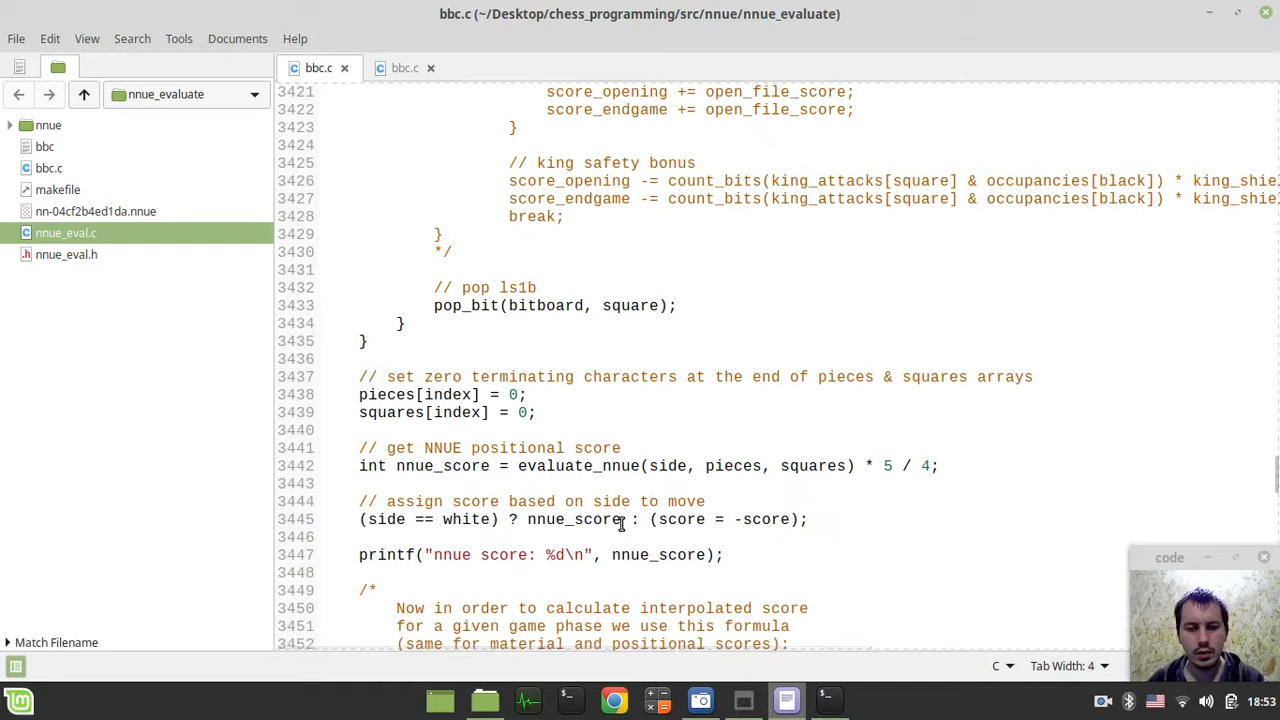 bbc.c (~/Desktop/chess_programming/src/nnue/nnue_evaluate)
File Edit View Search Tools Documents Help
bbc.c
bbc.c
nnue_evaluate
nnue
bbc
bbc.c
makefile
nn-04cf2b4ed1da.nnue
nnue_eval.c
nnue_eval.h
3421 score_opening += open_file_score;
3422 score_endgame += open_file_score;
3423 }
3424
3425 // king safety bonus
3426 score_opening -= count_bits(king_attacks[square] & occupancies[black]) * king_shie
3427 score_endgame -= count_bits(king_attacks[square] & occupancies[black]) * king_shie
3428 break;
3429 }
3430 */
3431
3432 // pop ls1b
3433 pop_bit(bitboard, square);
3434 }
3435 }
3436
3437 // set zero terminating characters at the end of pieces & squares arrays
3438 pieces[index] = 0;
3439 squares[index] = 0;
3440
3441 // get NNUE positional score
3442 int nnue_score = evaluate_nnue(side, pieces, squares) * 5 / 4;
3443
3444 // assign score based on side to move
3445 (side == white) ? nnue_score : (score = -score);
3446
3447 printf("nnue score: %d\n", nnue_score);
3448
3449 /*
3450 Now in order to calculate interpolated score
3451 for a given game phase we use this formula
3452 (same for material and positional scores):
code
Match Filename
C Tab Width: 4
18:53